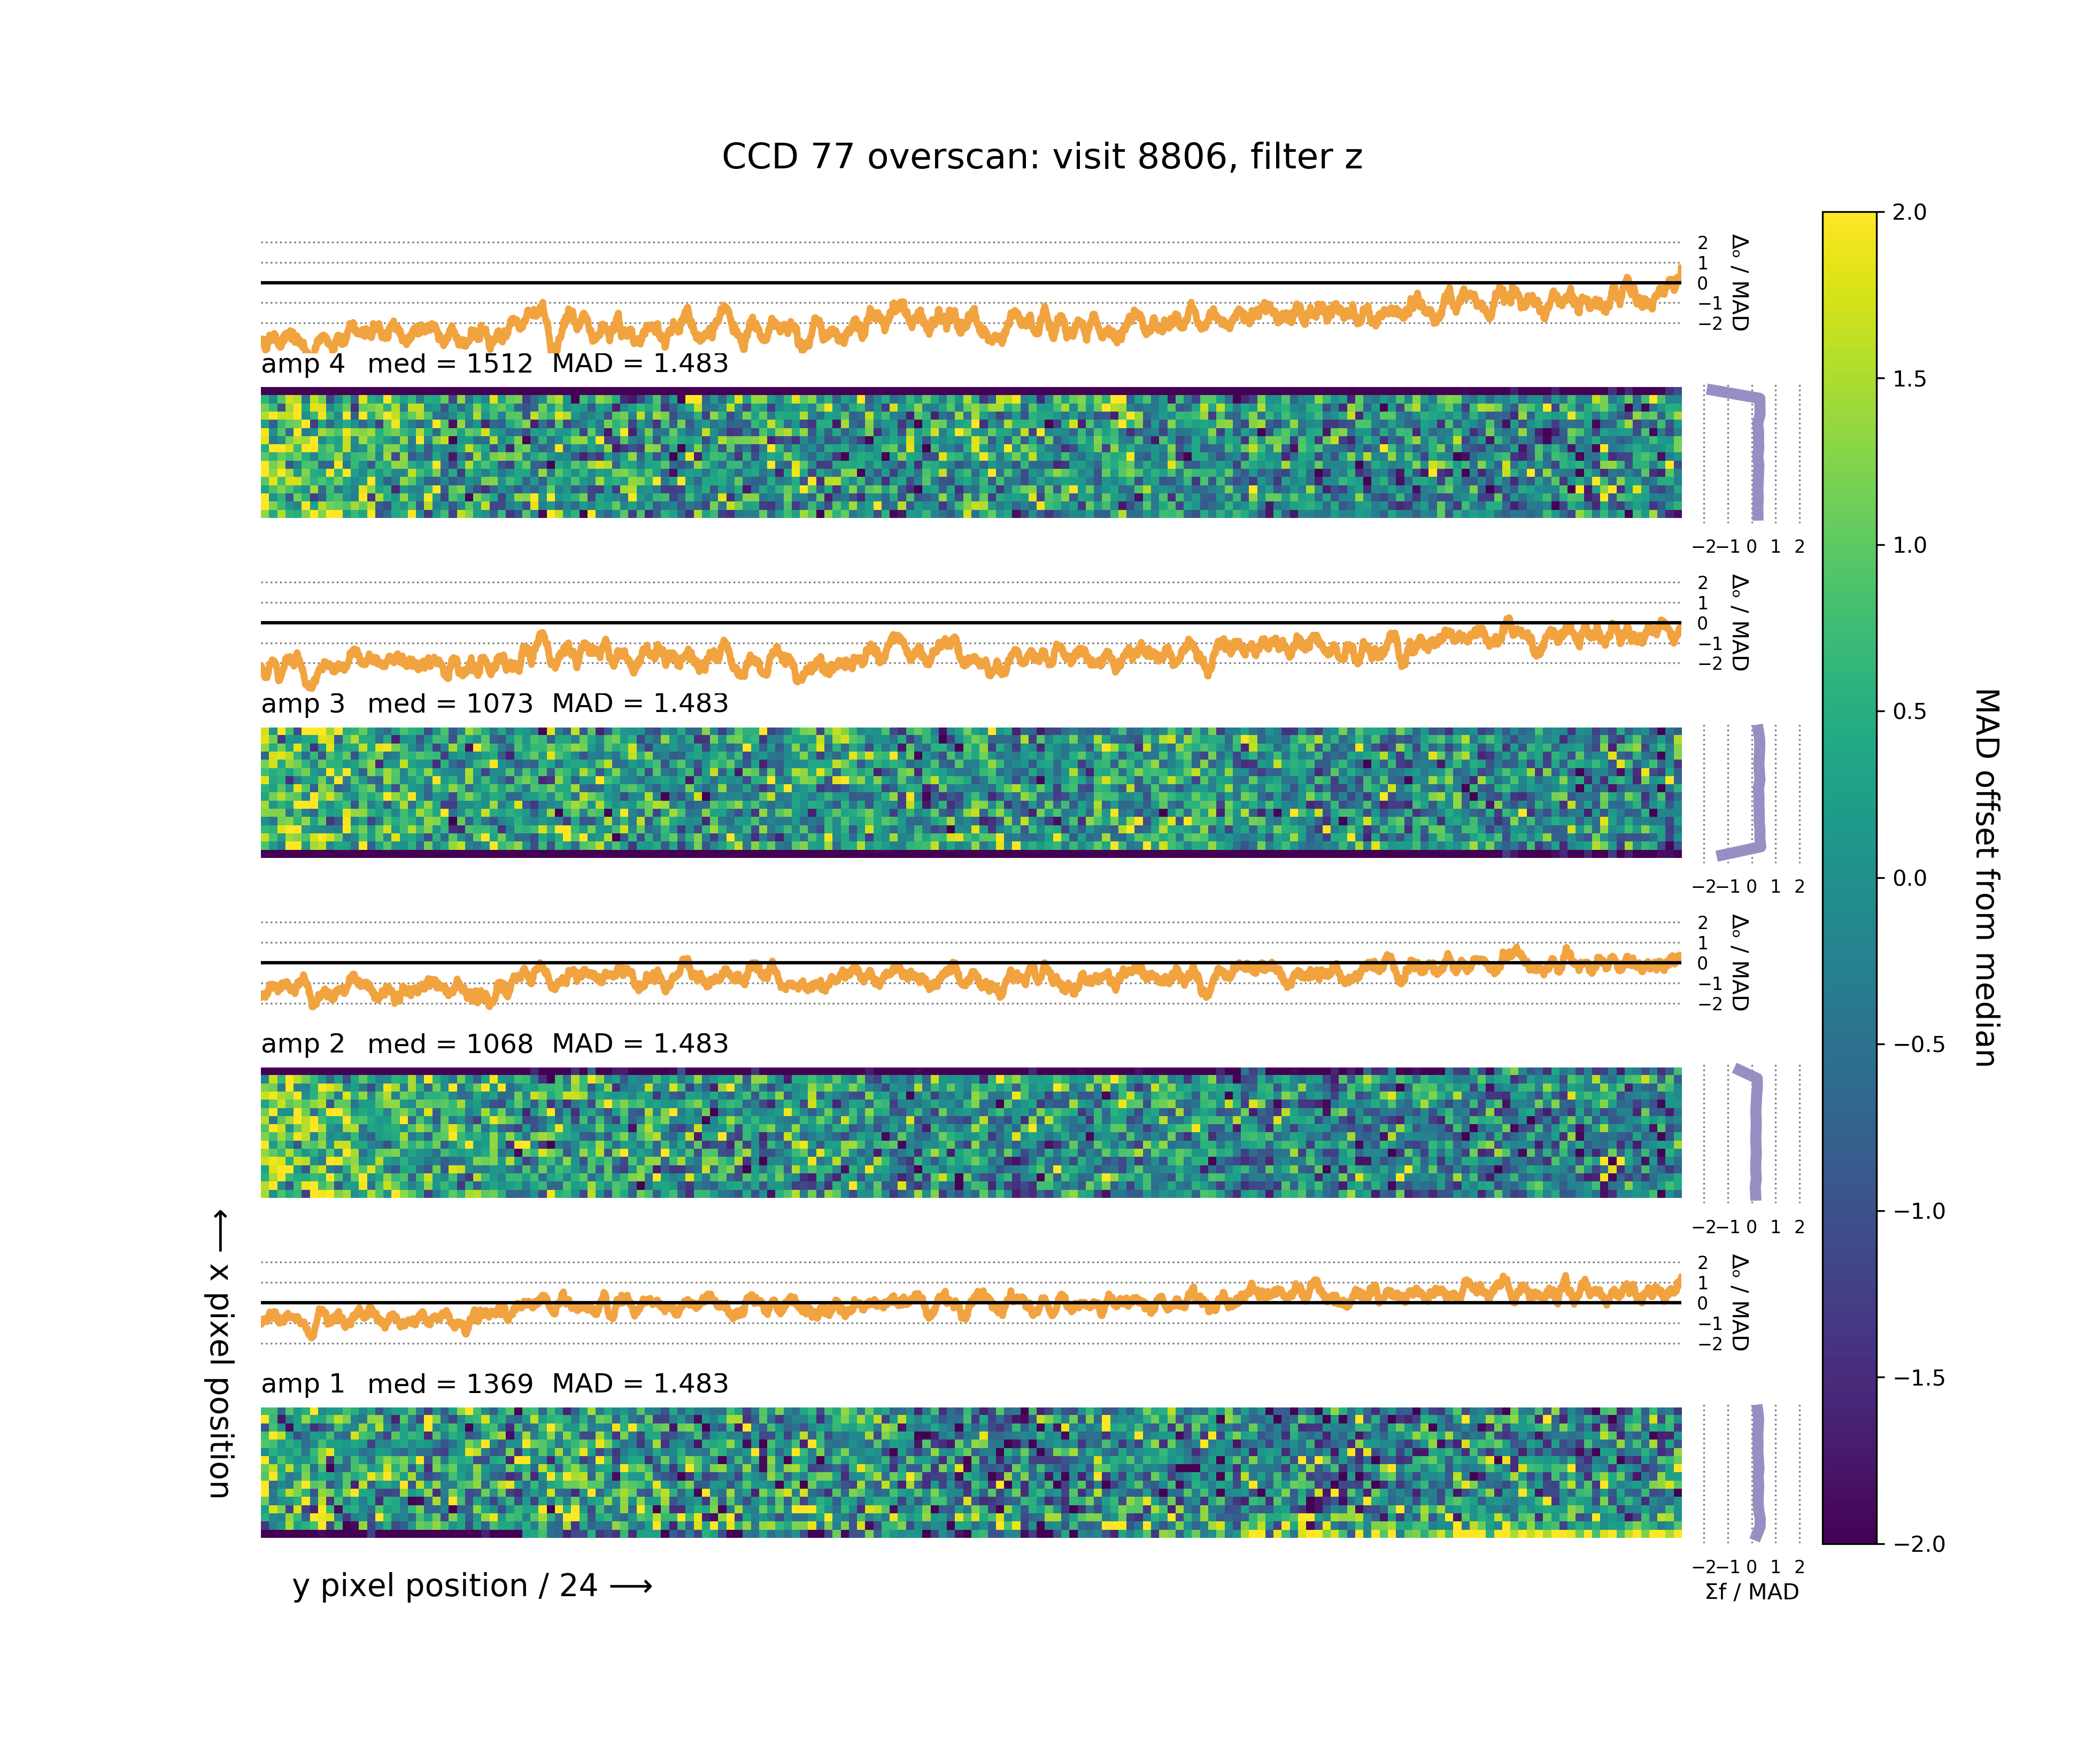 CCD 77 overscan: visit 8806, filter z
2
1
0
−1
−2
Δₒ / MAD
amp 4 med = 1512 MAD = 1.483
−2 −1 0 1 2
2
1
0
−1
−2
Δₒ / MAD
amp 3 med = 1073 MAD = 1.483
−2 −1 0 1 2
2
1
0
−1
−2
Δₒ / MAD
amp 2 med = 1068 MAD = 1.483
−2 −1 0 1 2
2
1
0
−1
−2
Δₒ / MAD
amp 1 med = 1369 MAD = 1.483
−2 −1 0 1 2
Σf / MAD
⟵ x pixel position
y pixel position / 24 ⟶
2.0
1.5
1.0
0.5
0.0
−0.5
−1.0
−1.5
−2.0
MAD offset from median